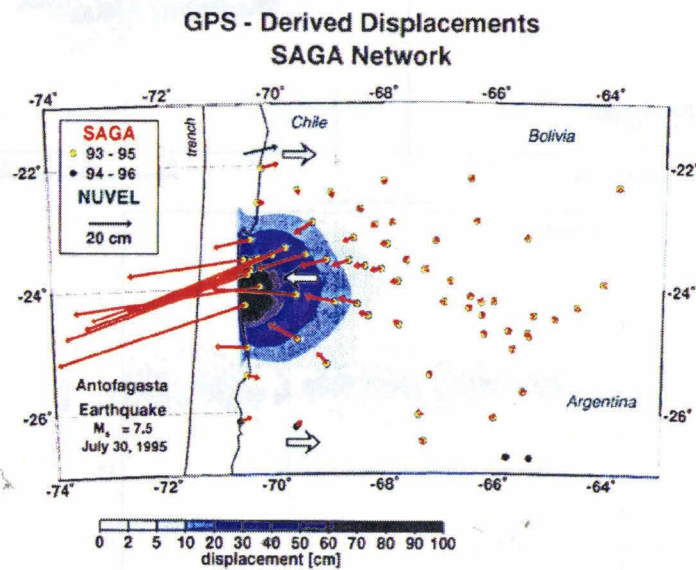 GPS - Derived Displacements
SAGA Network
-74° -72° -70° -68° -66° -64°
SAGA
93 - 95
94 - 96
NUVEL
20 cm
trench
Chile
Bolivia
Argentina
-22° -22°
-24° -24°
-26° -26°
Antofagasta
Earthquake
Ms = 7.5
July 30, 1995
-74° -72° -70° -68° -66° -64°
0 2 5 10 20 30 40 50 60 80 100
displacement [cm]